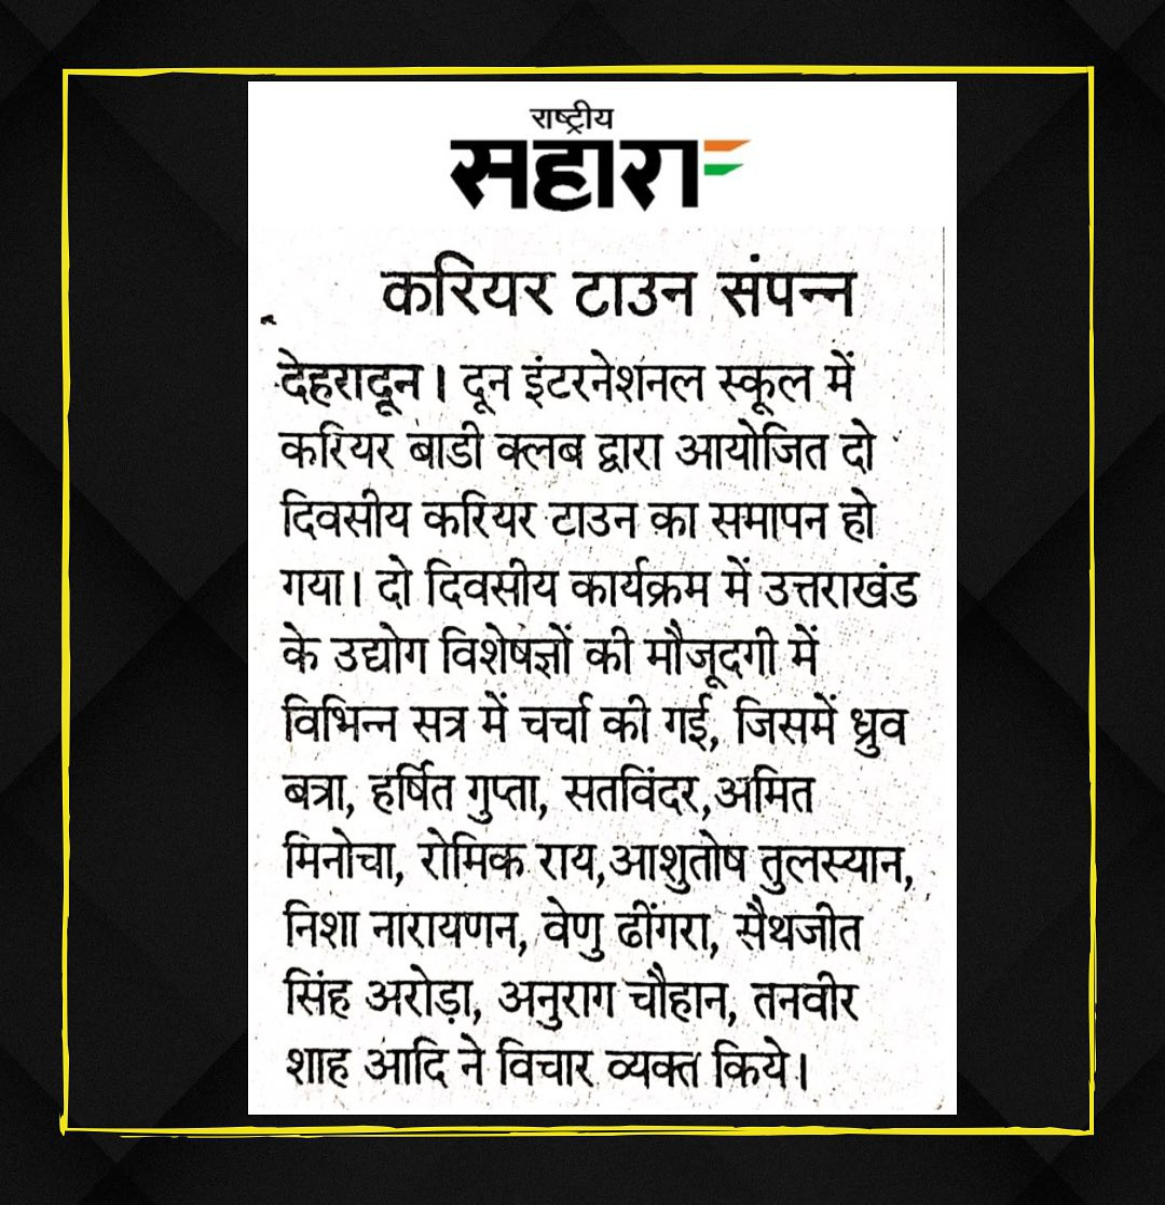 राष्ट्रीय
सहारा
करियर टाउन संपन्न
देहरादून। दून इंटरनेशनल स्कूल में
करियर बाडी क्लब द्वारा आयोजित दो
दिवसीय करियर टाउन का समापन हो
गया। दो दिवसीय कार्यक्रम में उत्तराखंड
के उद्योग विशेषज्ञों की मौजूदगी में
विभिन्न सत्र में चर्चा की गई, जिसमें ध्रुव
बत्रा, हर्षित गुप्ता, सतविंदर,अमित
मिनोचा, रोमिक राय,आशुतोष तुलस्यान,
निशा नारायणन, वेणु ढींगरा, सैथजीत
सिंह अरोड़ा, अनुराग चौहान, तनवीर
शाह आदि ने विचार व्यक्त किये।